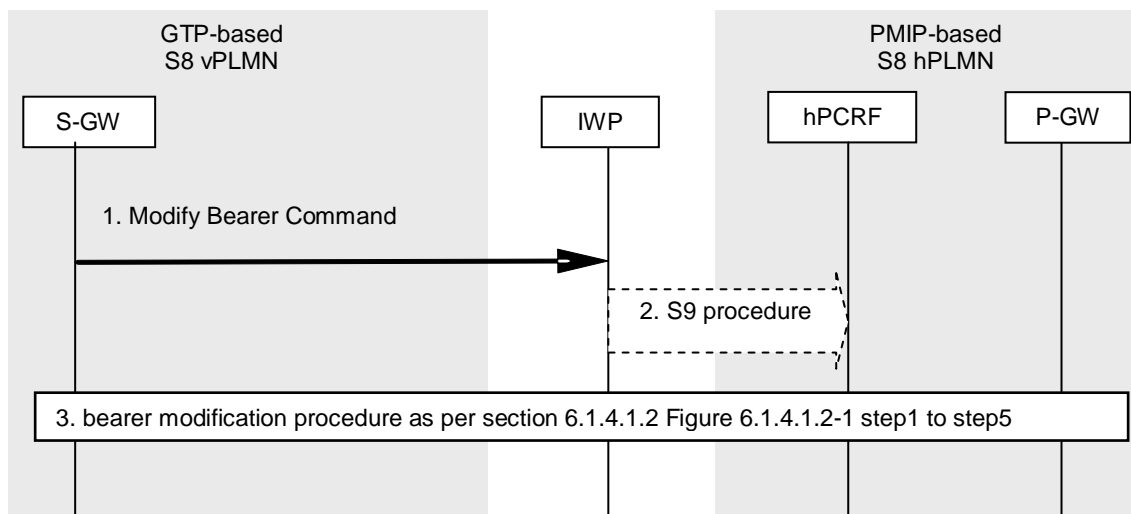 GTP-based
S8 vPLMN
PMIP-based
S8 hPLMN
S-GW
IWP
hPCRF
P-GW
1. Modify Bearer Command
2. S9 procedure
3. bearer modification procedure as per section 6.1.4.1.2 Figure 6.1.4.1.2-1 step1 to step5